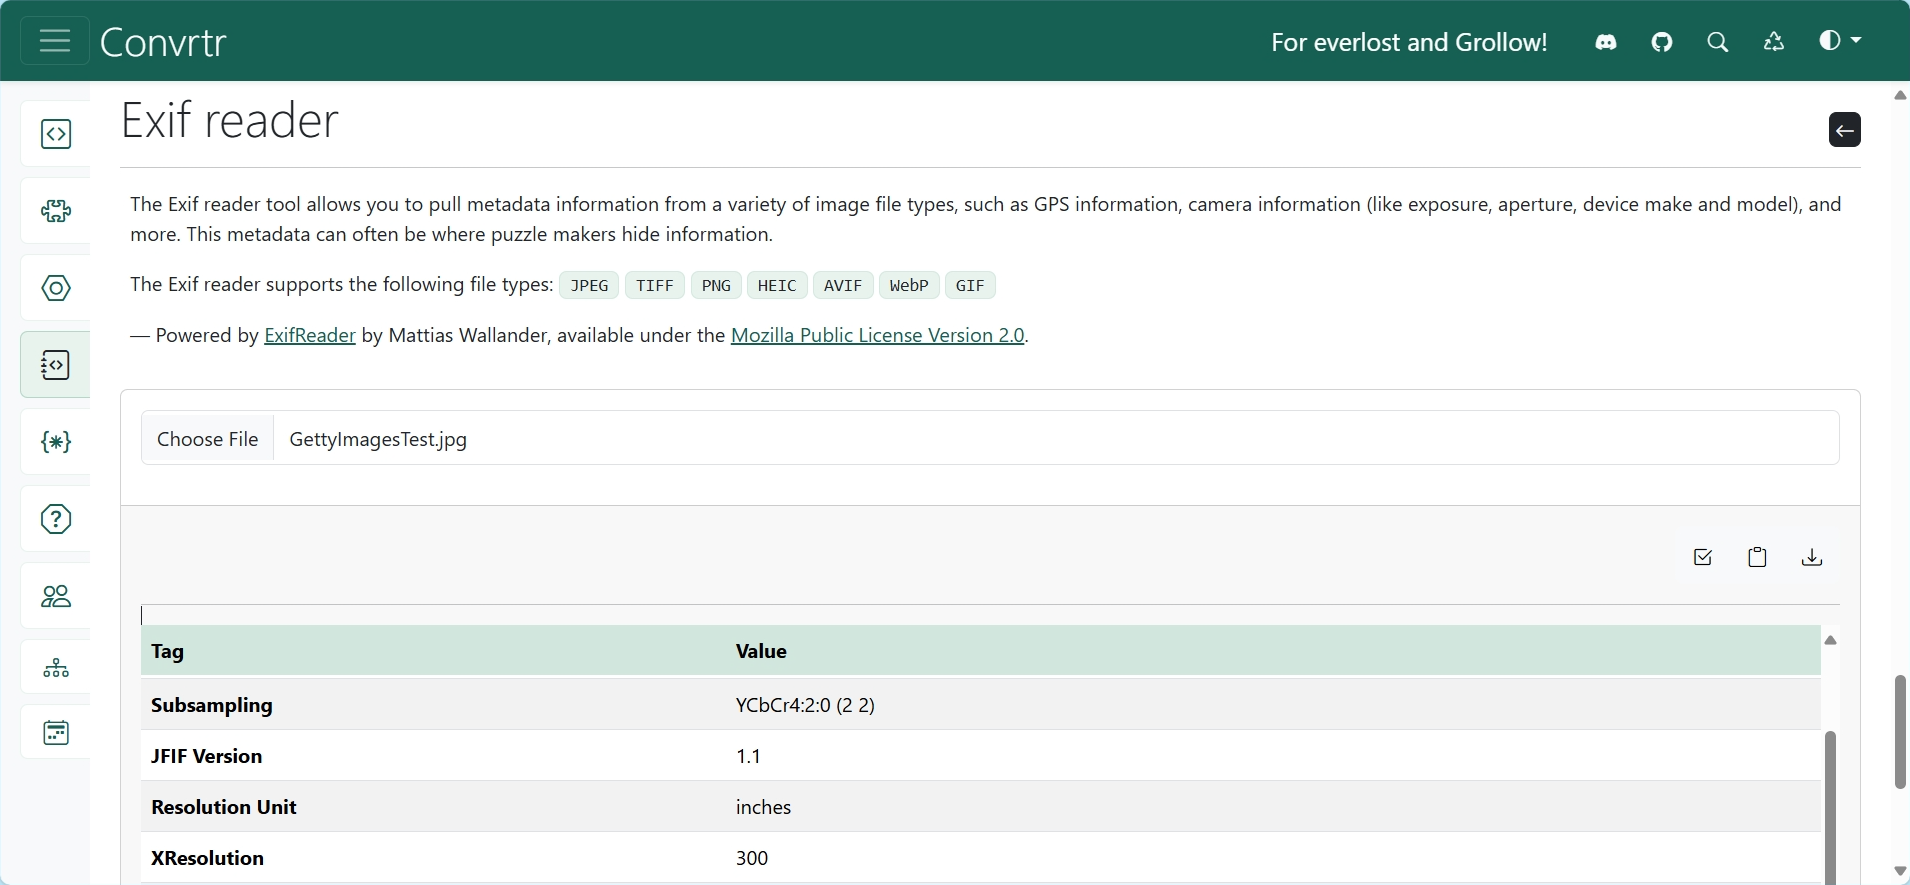 Convrtr
For everlost and Grollow!
Exif reader
The Exif reader tool allows you to pull metadata information from a variety of image file types, such as GPS information, camera information (like exposure, aperture, device make and model), and
more. This metadata can often be where puzzle makers hide information.
The Exif reader supports the following file types: JPEG TIFF PNG HEIC AVIF WebP GIF
— Powered by ExifReader by Mattias Wallander, available under the Mozilla Public License Version 2.0.
Choose File GettyImagesTest.jpg
Tag Value
Subsampling YCbCr4:2:0 (2 2)
JFIF Version 1.1
Resolution Unit inches
XResolution 300